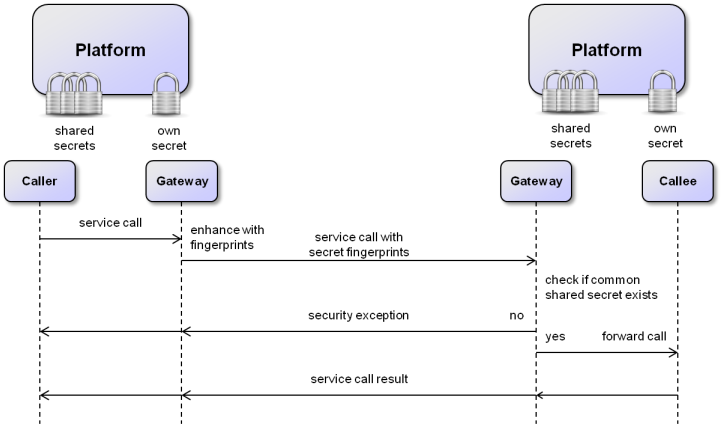 Platform
Platform
shared
secrets
own
secret
shared
secrets
own
secret
Caller
Gateway
Gateway
Callee
service call
enhance with
fingerprints
service call with
secret fingerprints
check if common
shared secret exists
security exception
no
yes
forward call
service call result